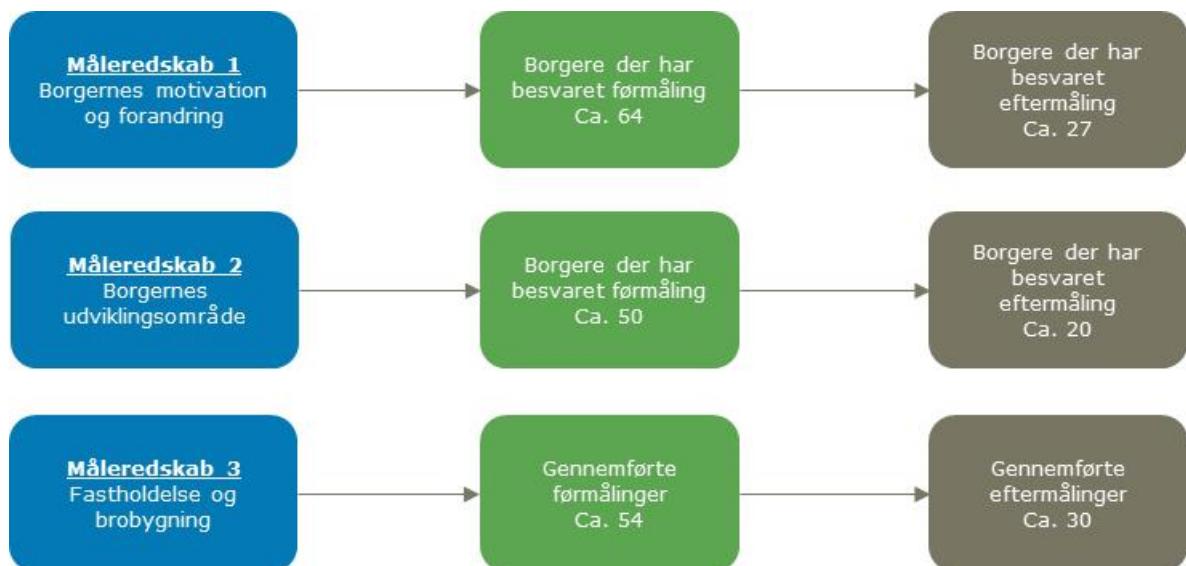 Måleredskab 1
Borgernes motivation
og forandring
Borgere der har
besvaret førmåling
Ca. 64
Borgere der har
besvaret
eftermåling
Ca. 27
Måleredskab 2
Borgernes
udviklingsområde
Borgere der har
besvaret førmåling
Ca. 50
Borgere der har
besvaret
eftermåling
Ca. 20
Måleredskab 3
Fastholdelse og
brobygning
Gennemførte
førmålinger
Ca. 54
Gennemførte
eftermålinger
Ca. 30